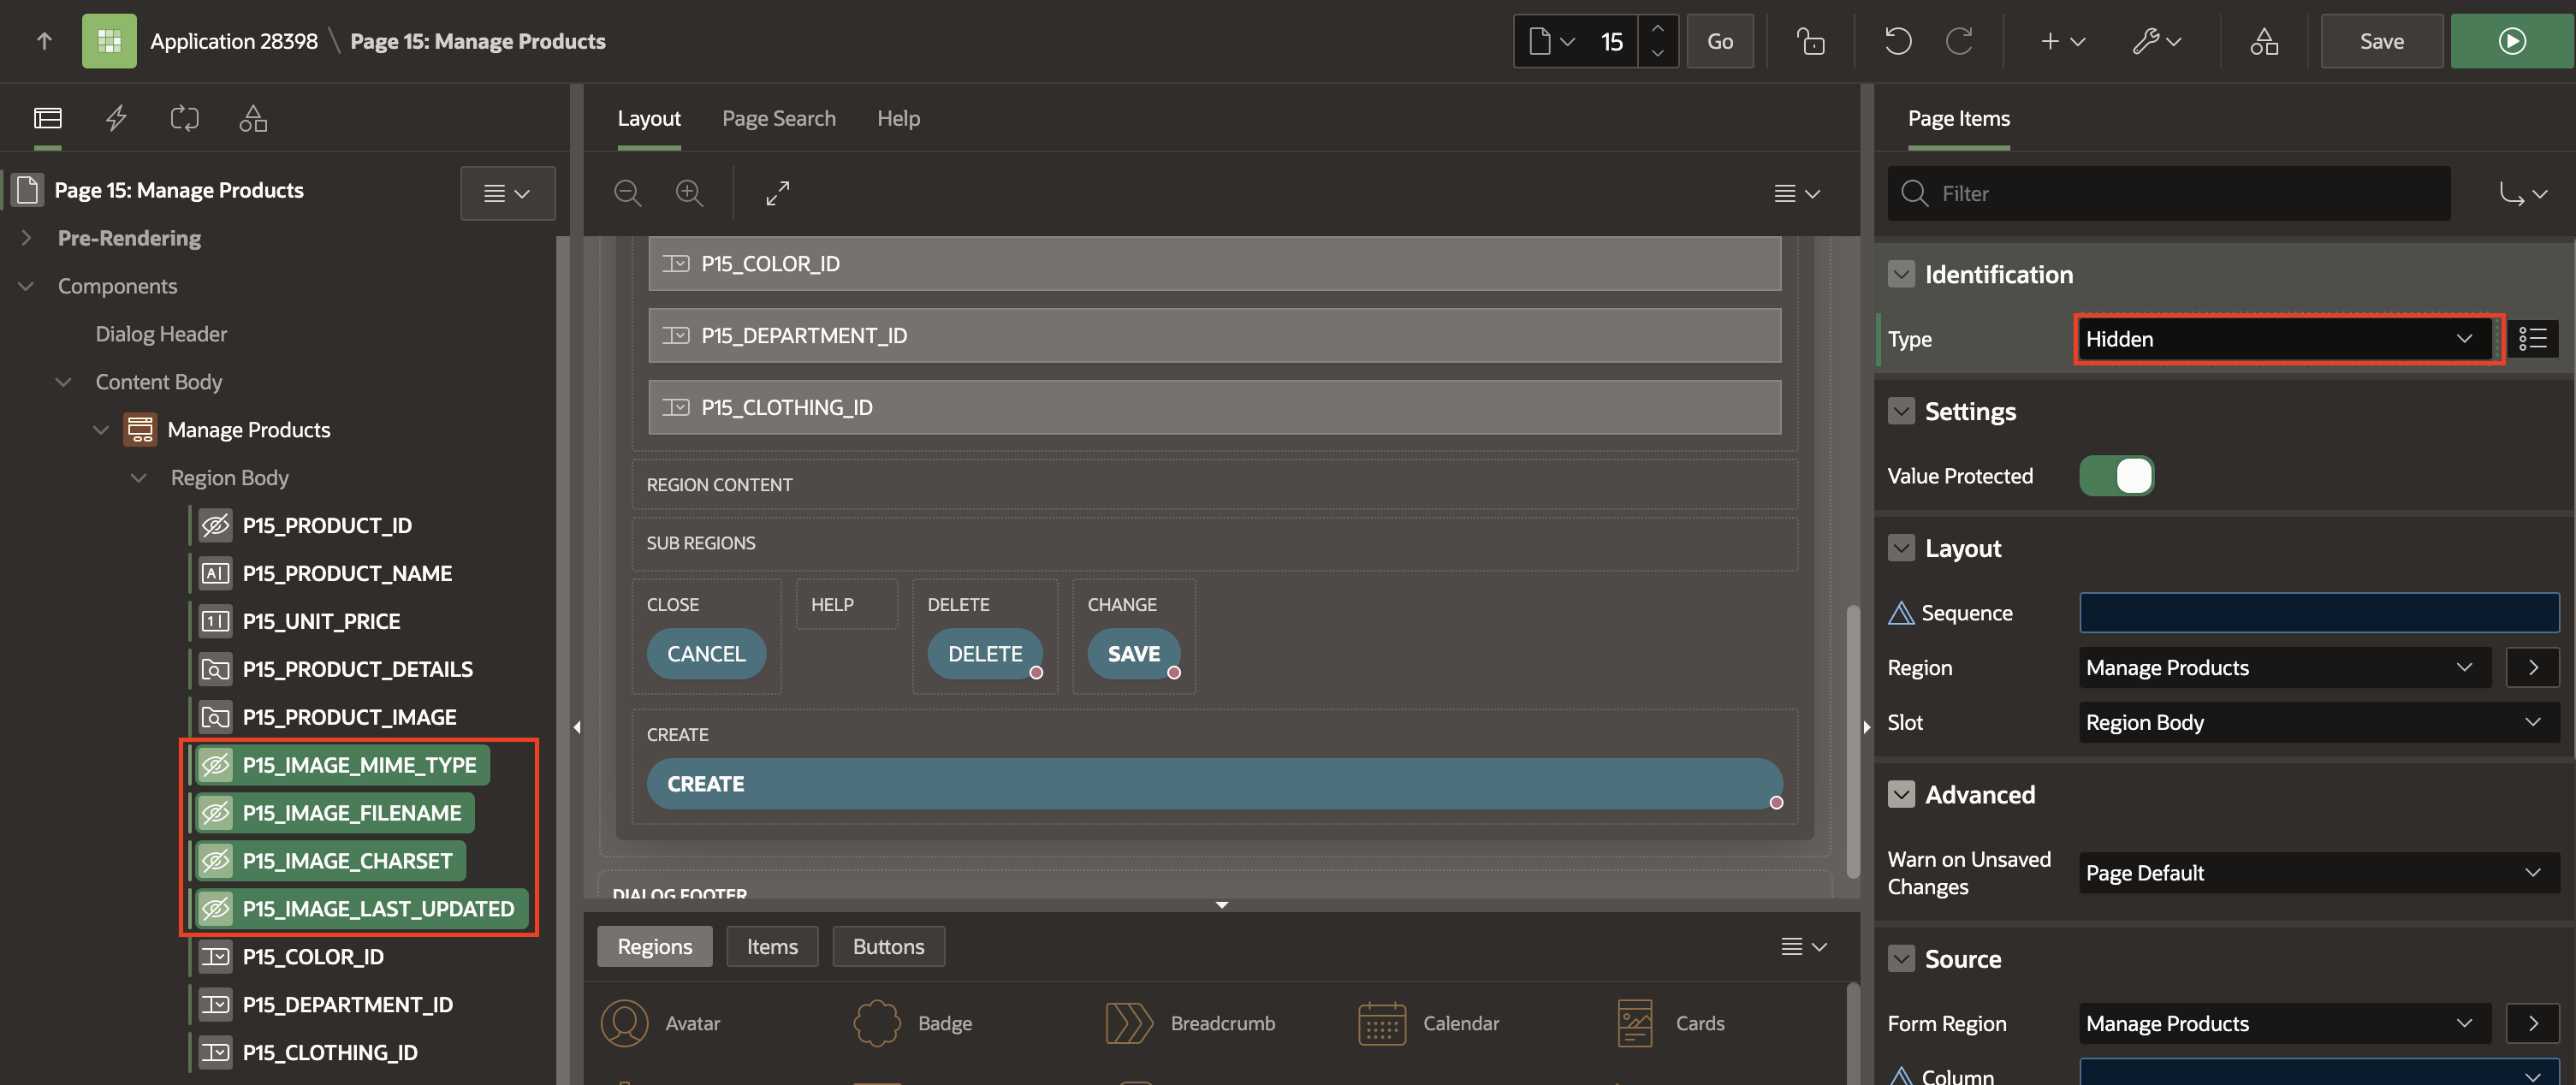 Application 28398 \ Page 15: Manage Products
15
Go
Save
Layout
Page Search
Help
Page Items
Page 15: Manage Products
Pre-Rendering
Components
Dialog Header
Content Body
Manage Products
Region Body
P15_PRODUCT_ID
P15_PRODUCT_NAME
P15_UNIT_PRICE
P15_PRODUCT_DETAILS
P15_PRODUCT_IMAGE
P15_IMAGE_MIME_TYPE
P15_IMAGE_FILENAME
P15_IMAGE_CHARSET
P15_IMAGE_LAST_UPDATED
P15_COLOR_ID
P15_DEPARTMENT_ID
P15_CLOTHING_ID
P15_COLOR_ID
P15_DEPARTMENT_ID
P15_CLOTHING_ID
REGION CONTENT
SUB REGIONS
CLOSE
HELP
DELETE
CHANGE
CANCEL
DELETE
SAVE
CREATE
CREATE
DIALOG FOOTER
Regions
Items
Buttons
Avatar
Badge
Breadcrumb
Calendar
Cards
Filter
Identification
Type
Hidden
Settings
Value Protected
Layout
Sequence
Region
Manage Products
Slot
Region Body
Advanced
Warn on Unsaved
Changes
Page Default
Source
Form Region
Manage Products
Column